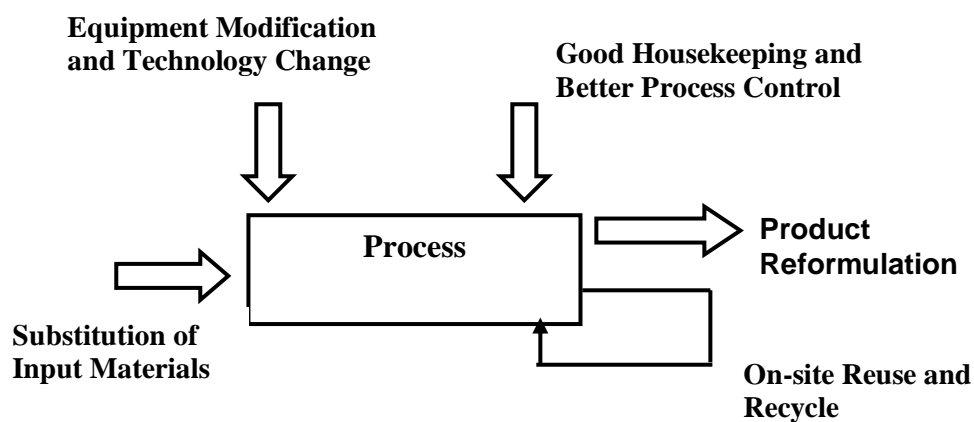 Equipment Modification
and Technology Change
Good Housekeeping and
Better Process Control
Process
Product
Reformulation
Substitution of
Input Materials
On-site Reuse and
Recycle